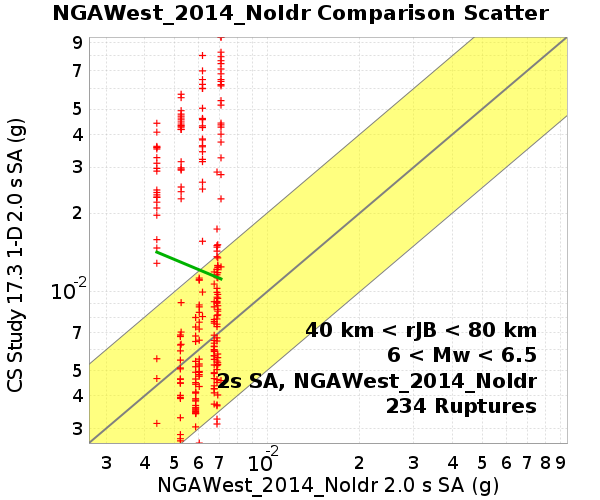 NGAWest_2014_NoIdr Comparison Scatter
CS Study 17.3 1-D 2.0 s SA (g)
9
7
5
4
3
2
10-2
7
5
4
3
40 km < rJB < 80 km
6 < Mw < 6.5
2s SA, NGAWest_2014_NoIdr
234 Ruptures
3 4 5 6 7 10-2 2 3 4 5 6 7 8 9
NGAWest_2014_NoIdr 2.0 s SA (g)